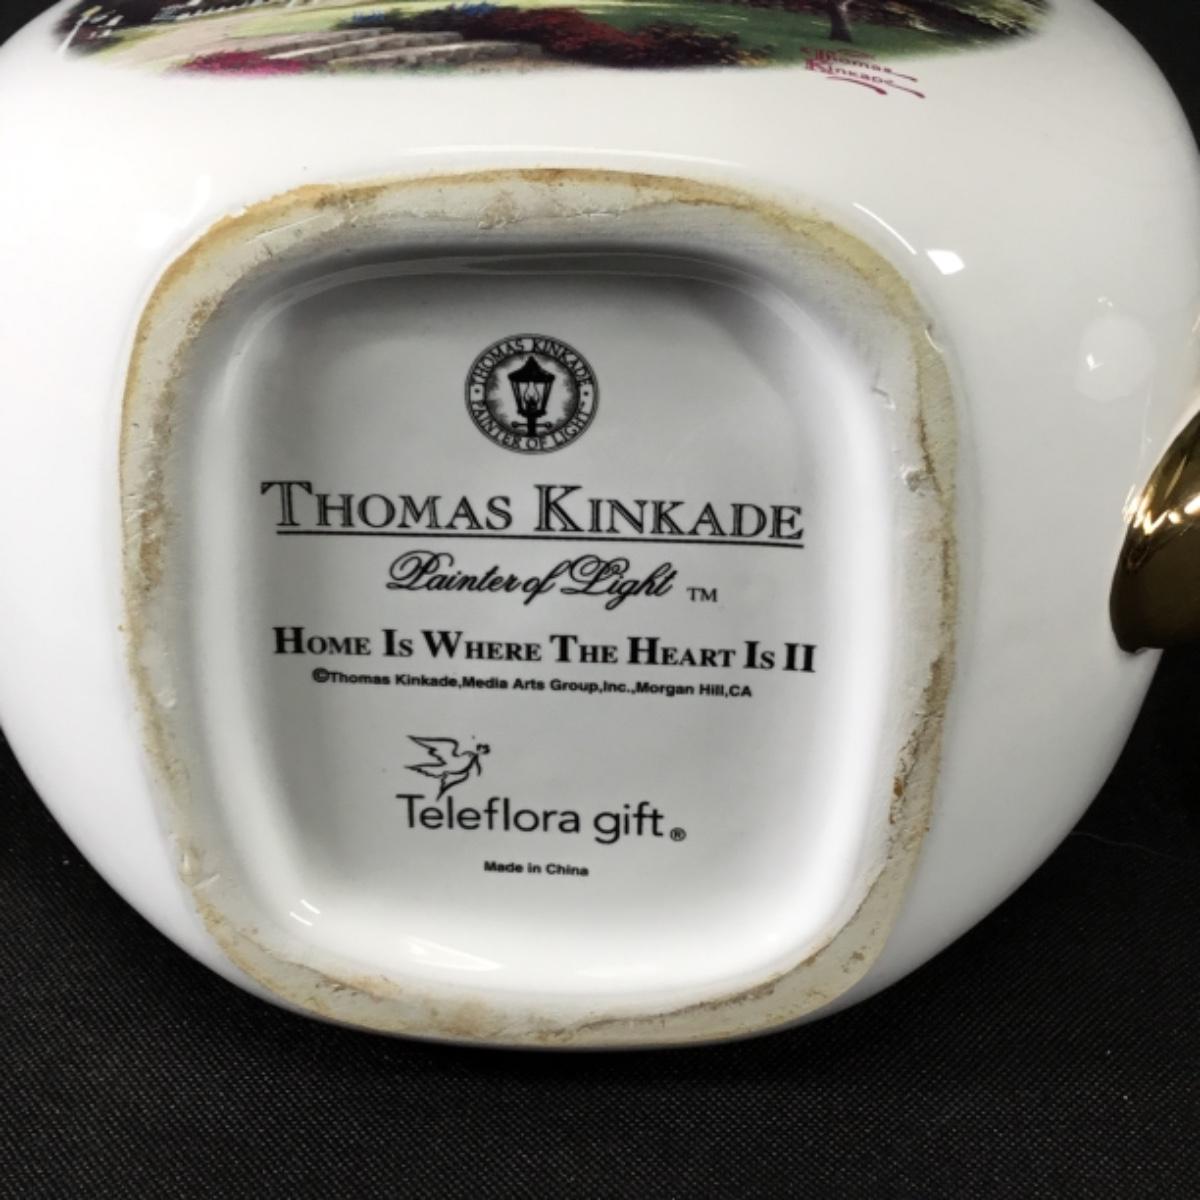 Thomas
Kinkade
THOMAS KINKADE
PAINTER OF LIGHT
THOMAS KINKADE
Painter of Light ™
HOME IS WHERE THE HEART IS II
©Thomas Kinkade,Media Arts Group,Inc.,Morgan Hill,CA
Teleflora gift®
Made in China